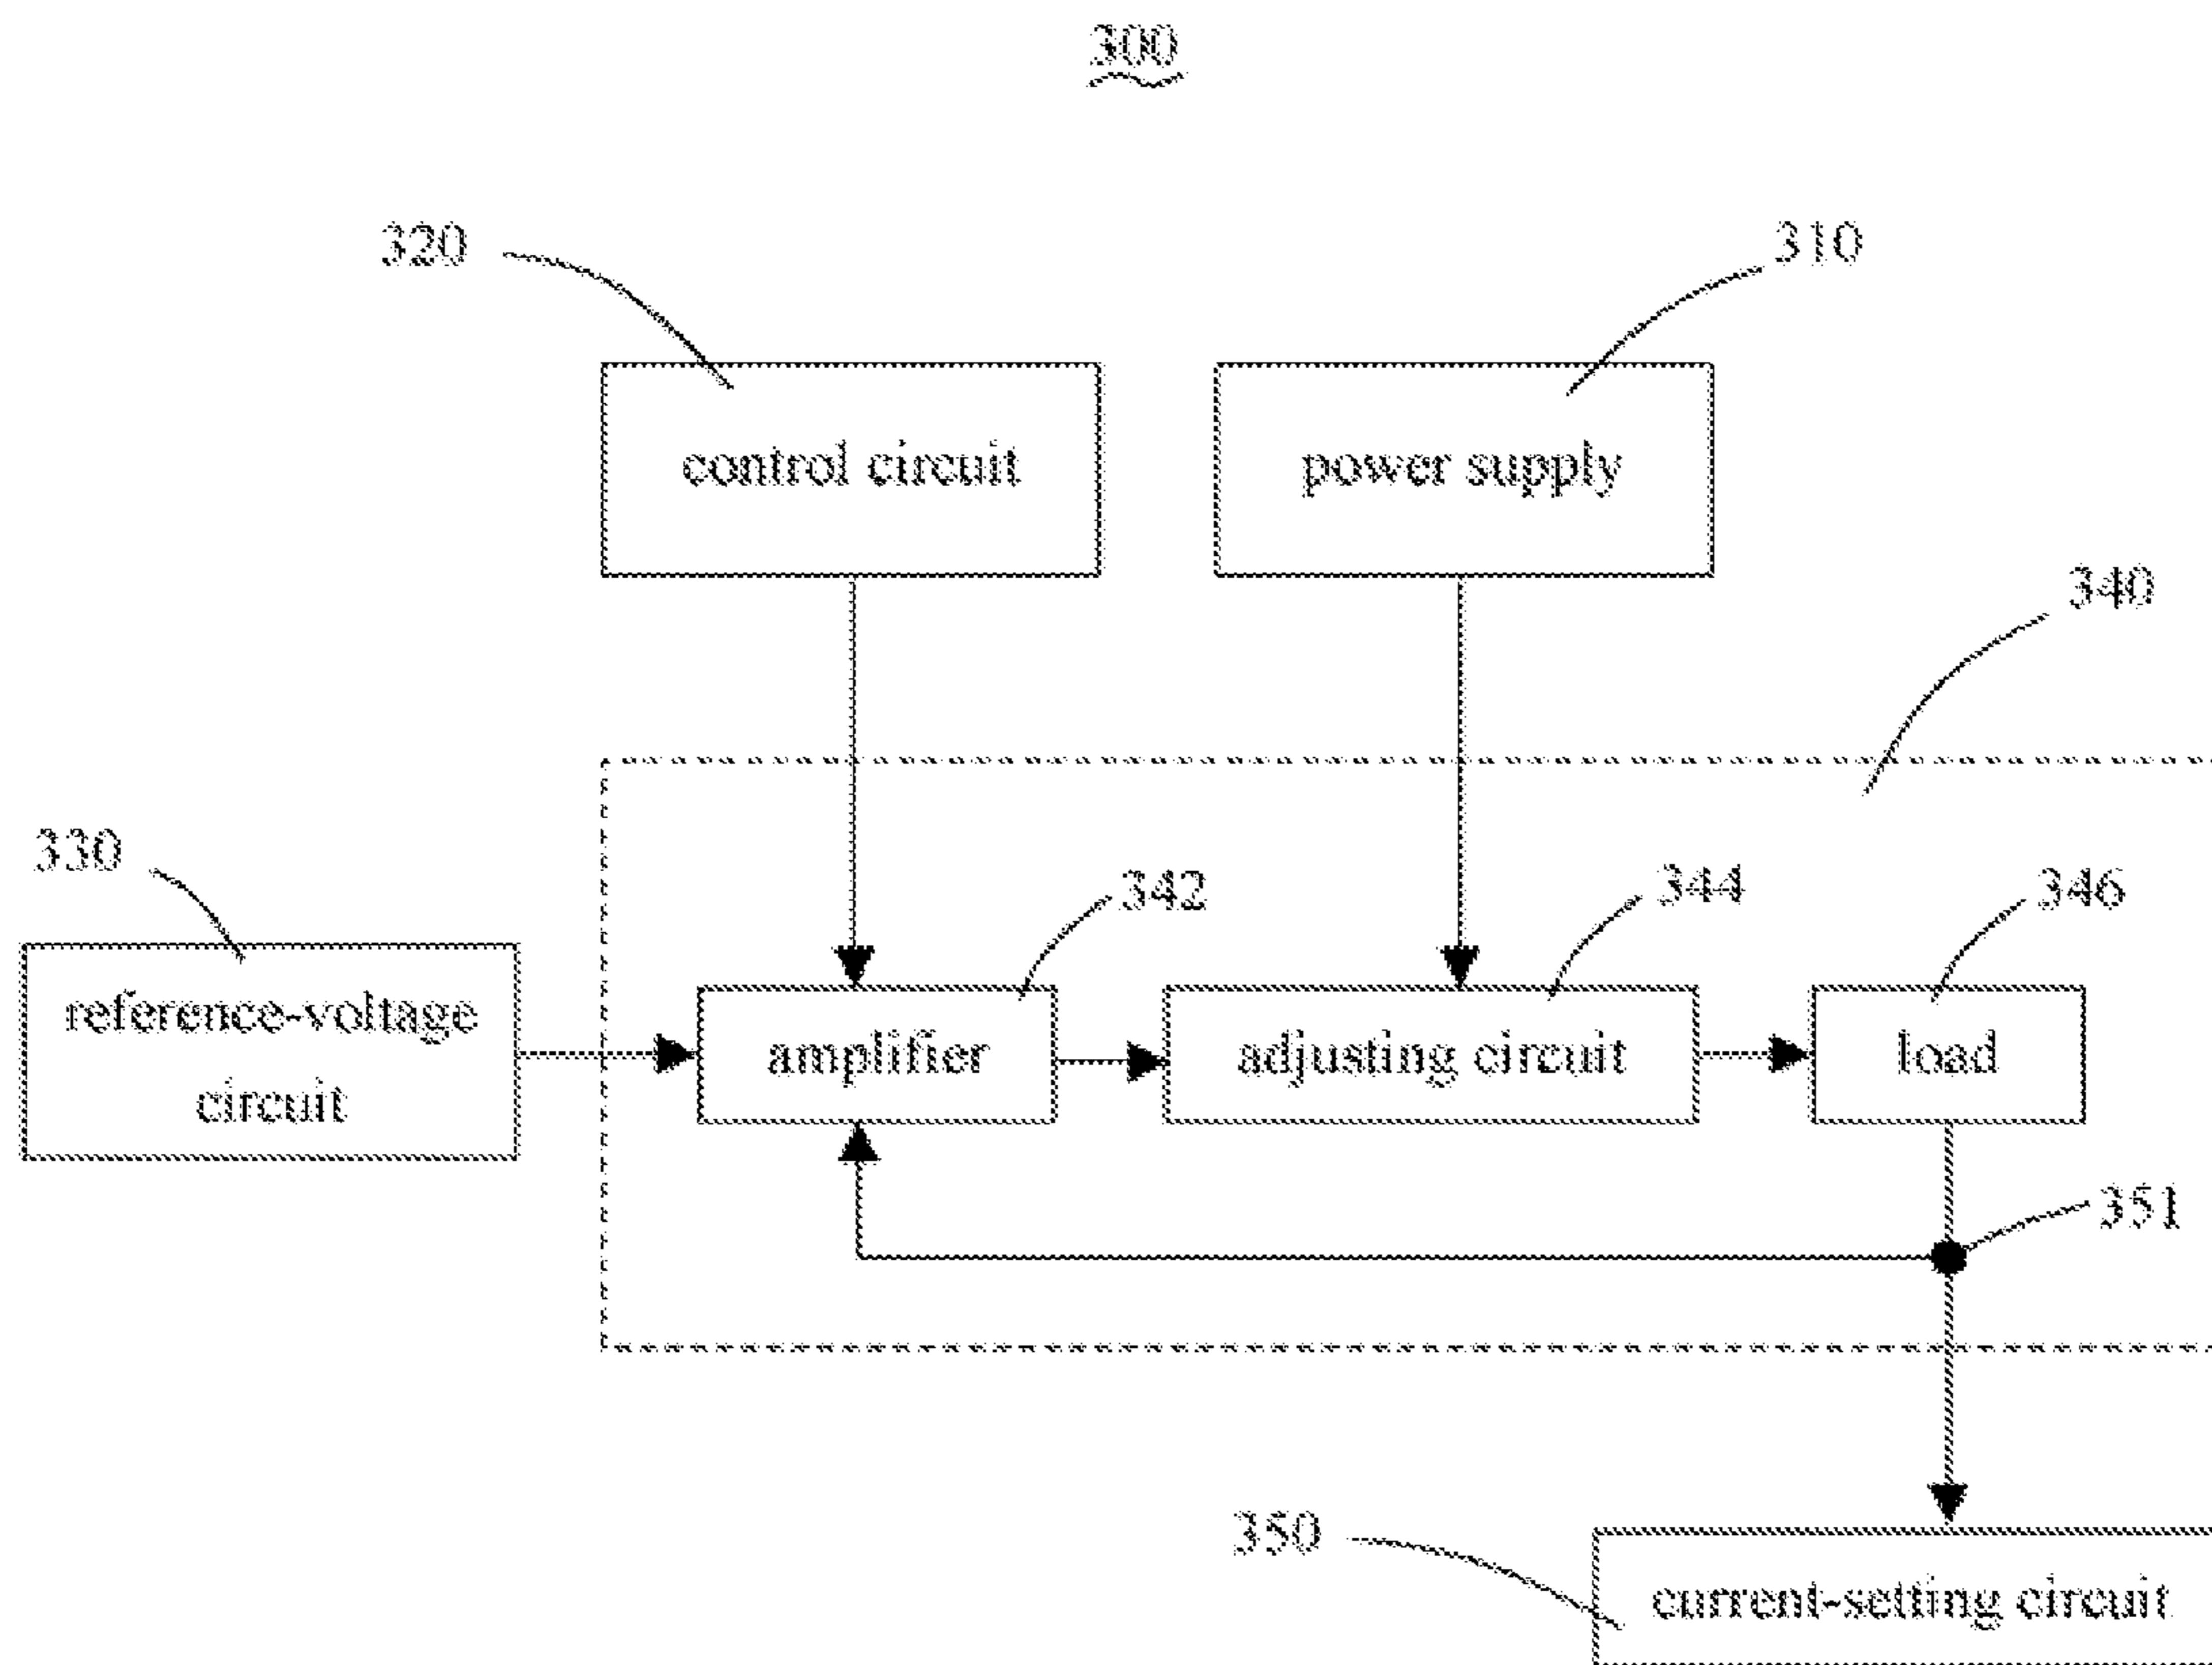 300
320
310
control circuit
power supply
340
330
342
344
346
reference-voltage
circuit
amplifier
adjusting circuit
load
351
350
current-setting circuit